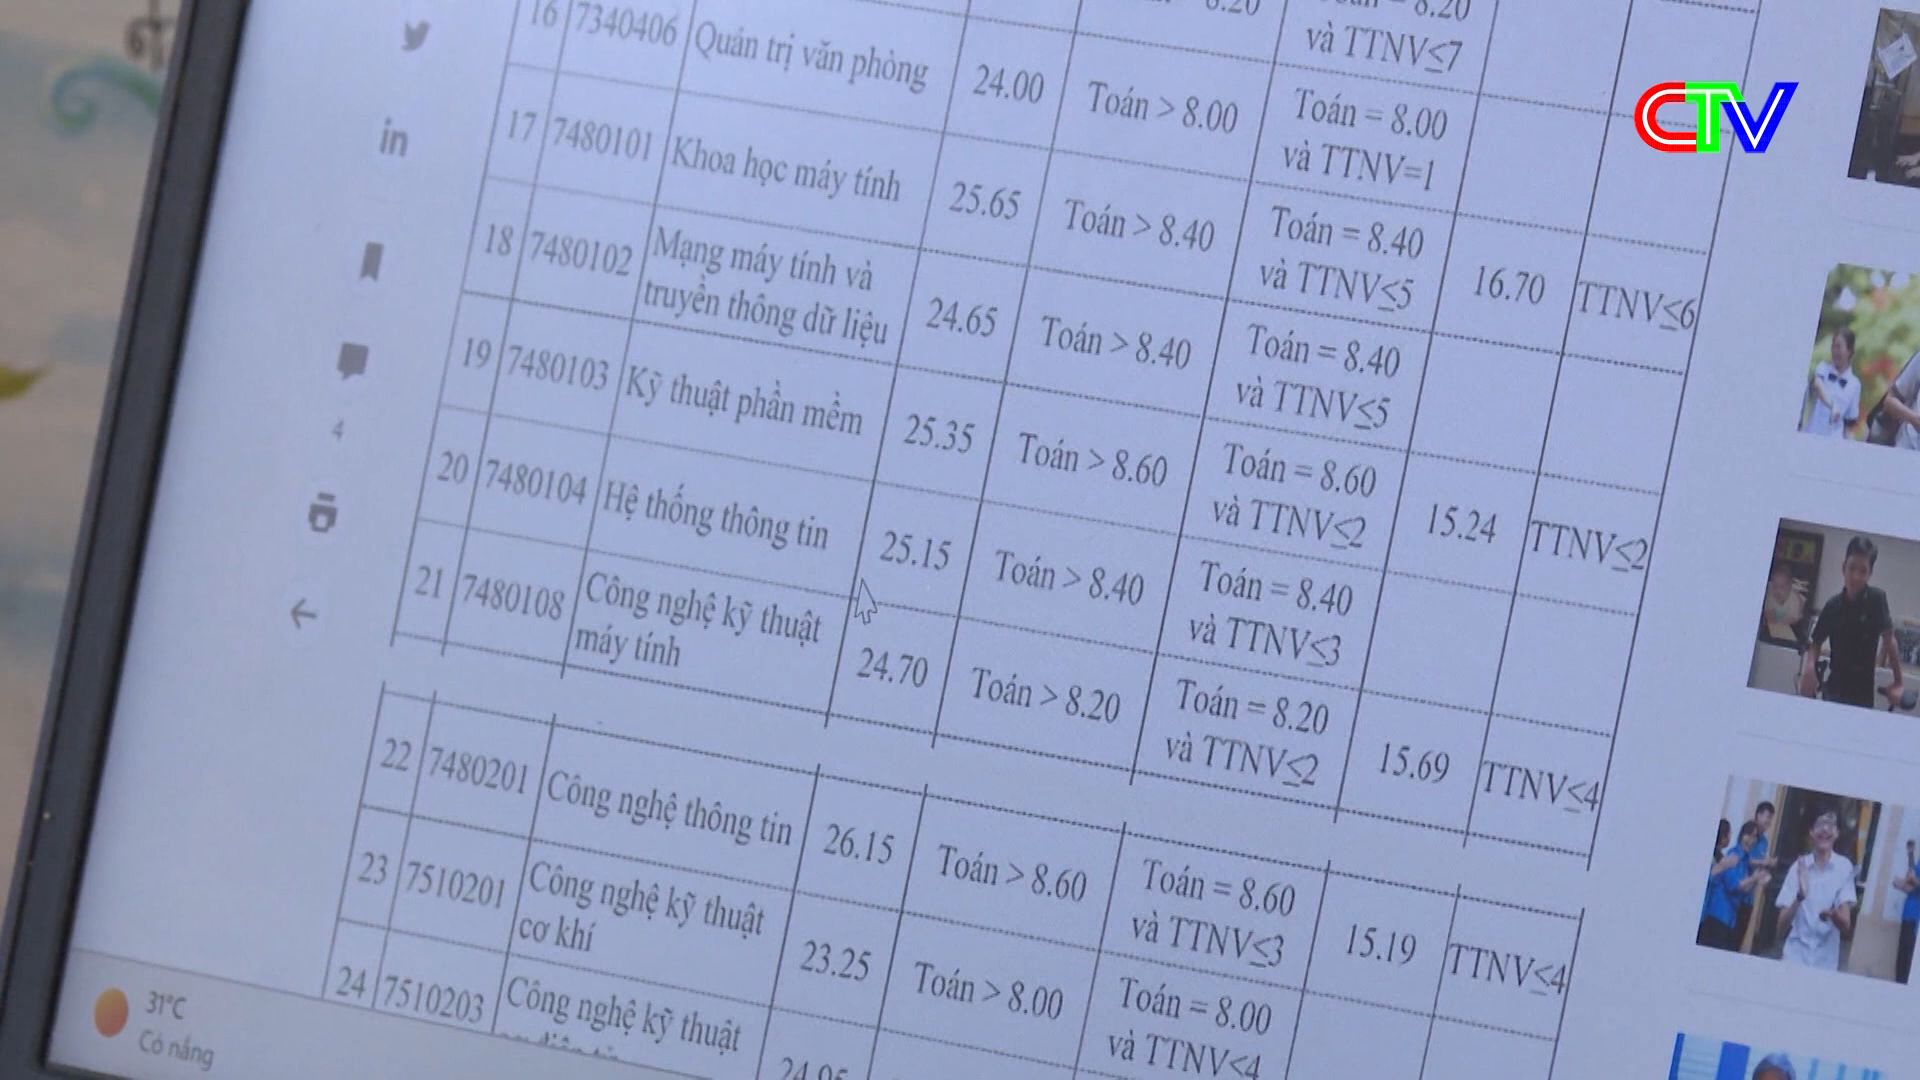 8.20
8.20
và TTNV≤7
16 7340406 Quản trị văn phòng 24.00 Toán > 8.00 Toán = 8.00
và TTNV=1
17 7480101 Khoa học máy tính 25.65 Toán > 8.40 Toán = 8.40
và TTNV≤5 16.70 TTNV≤6
18 7480102 Mạng máy tính và
truyền thông dữ liệu 24.65 Toán > 8.40 Toán = 8.40
và TTNV≤5
19 7480103 Kỹ thuật phần mềm 25.35 Toán > 8.60 Toán = 8.60
và TTNV≤2 15.24 TTNV≤2
20 7480104 Hệ thống thông tin 25.15 Toán > 8.40 Toán = 8.40
và TTNV≤3
21 7480108 Công nghệ kỹ thuật
máy tính 24.70 Toán > 8.20 Toán = 8.20
và TTNV≤2 15.69 TTNV≤4
22 7480201 Công nghệ thông tin 26.15 Toán > 8.60 Toán = 8.60
và TTNV≤3 15.19 TTNV≤4
23 7510201 Công nghệ kỹ thuật
cơ khí 23.25 Toán > 8.00 Toán = 8.00
và TTNV≤4
24 7510203 Công nghệ kỹ thuật
in
4
31°C
Có nắng
CTV